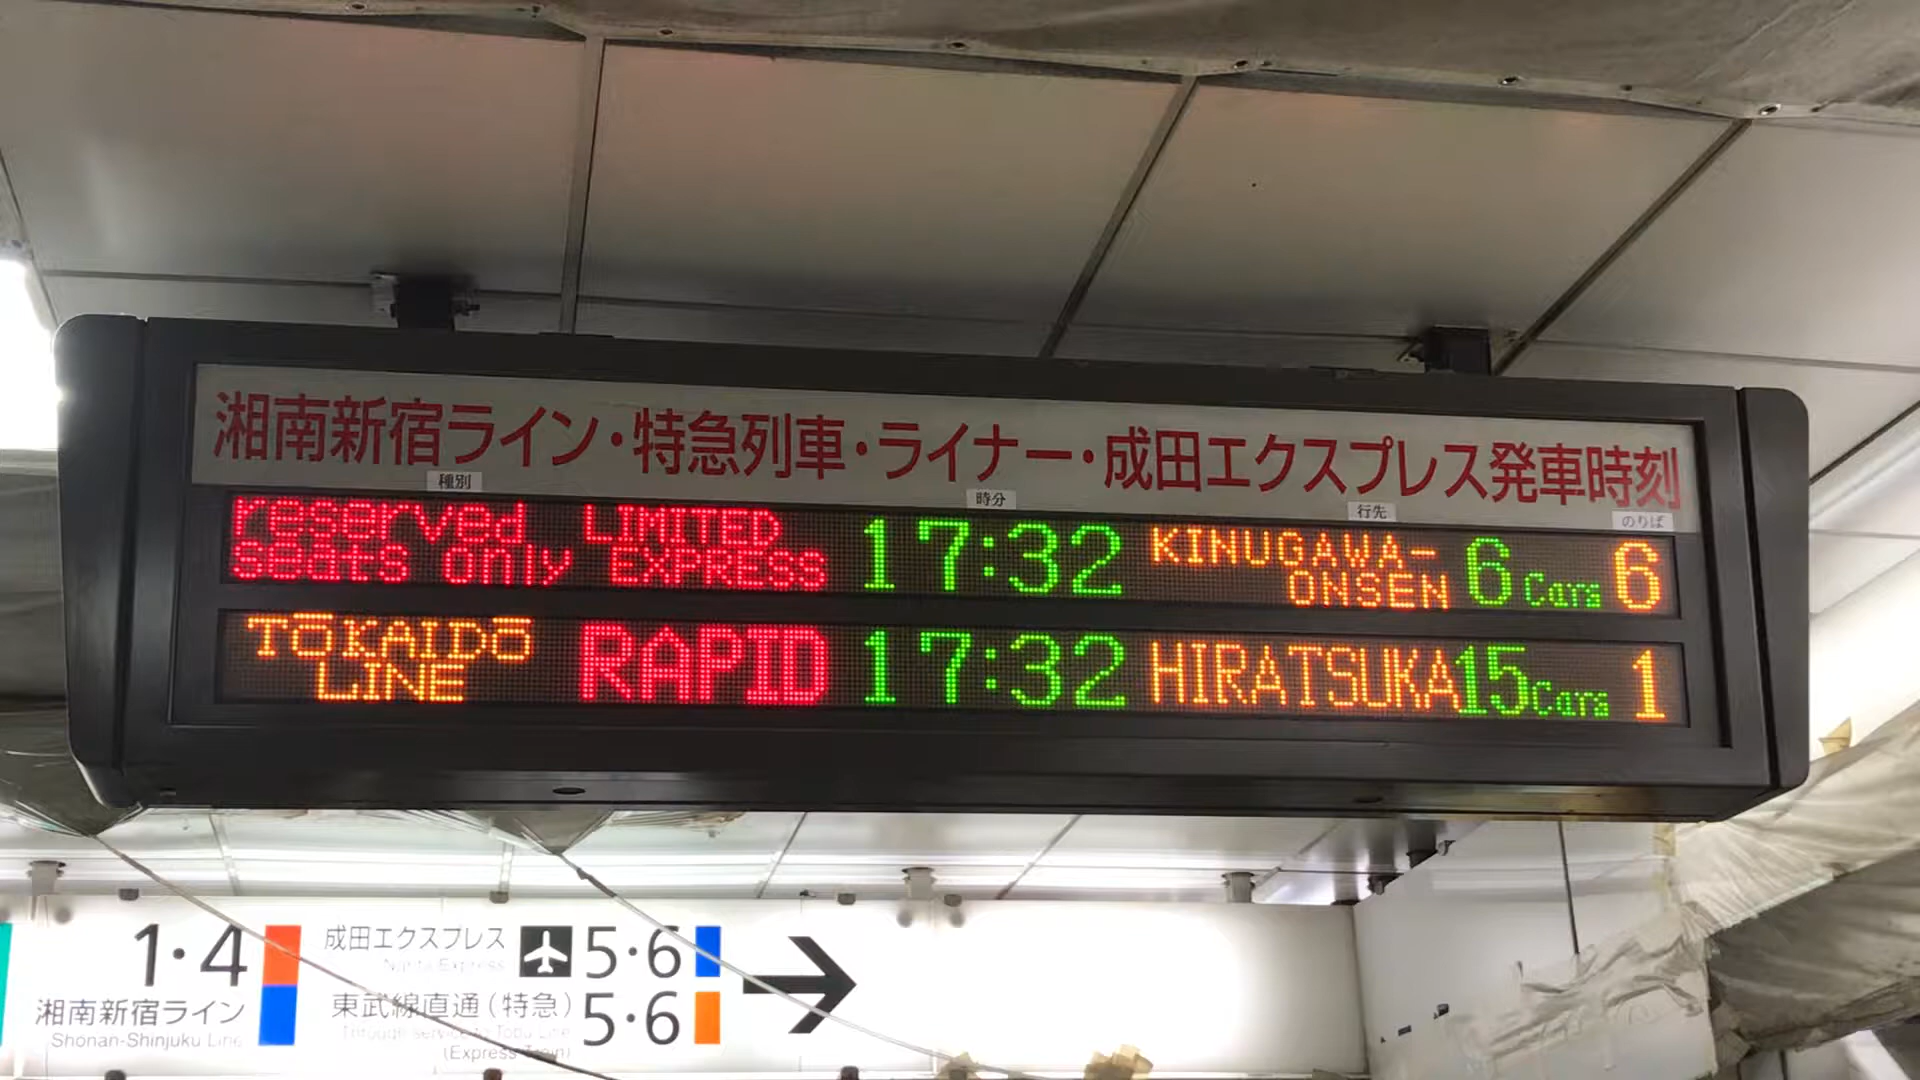 湘南新宿ライン・特急列車・ライナー・成田エクスプレス発車時刻
種別 時分 行先 のりば
reserved seats only LIMITED EXPRESS 17:32 KINUGAWA-ONSEN 6 Cars 6
TŌKAIDŌ LINE RAPID 17:32 HIRATSUKA 15 Cars 1
1・4
湘南新宿ライン
Shōnan-Shinjuku Line
成田エクスプレス 5・6
Narita Express
東武線直通（特急） 5・6
Through service to Tobu Line
(Express Train)